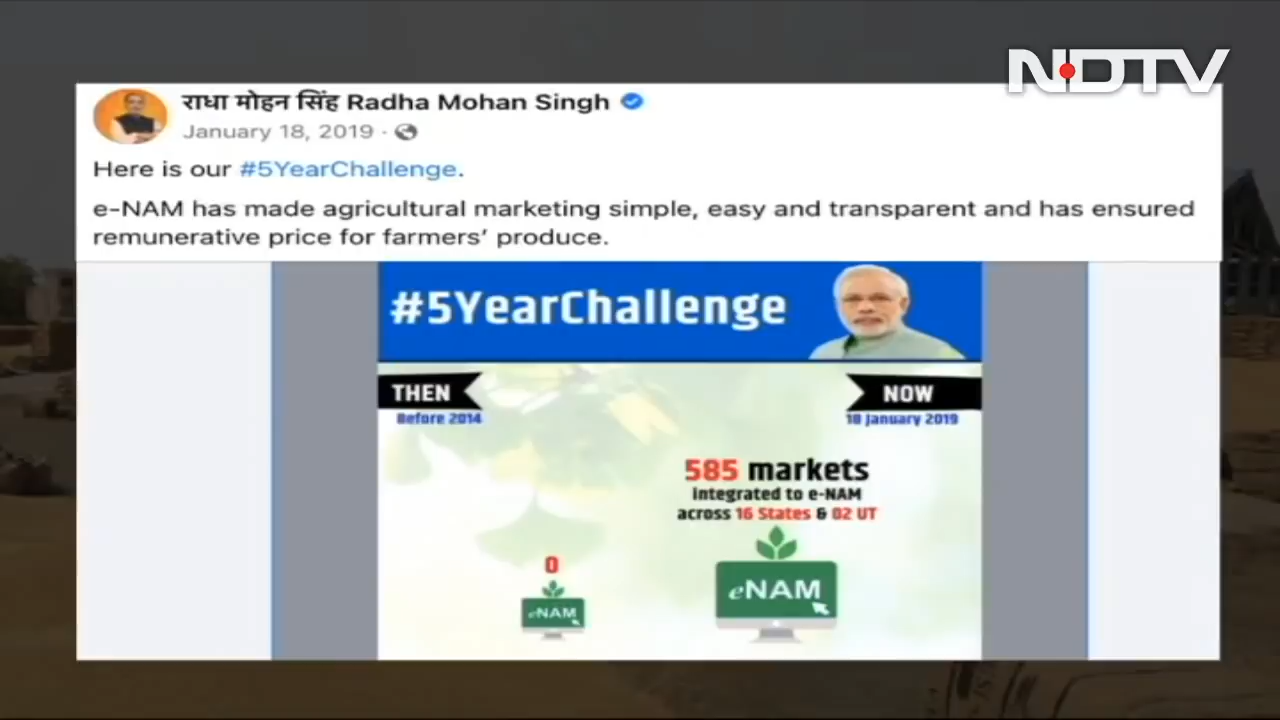 NDTV
राधा मोहन सिंह Radha Mohan Singh
January 18, 2019 ·
Here is our #5YearChallenge.
e-NAM has made agricultural marketing simple, easy and transparent and has ensured
remunerative price for farmers’ produce.
#5YearChallenge
THEN
Before 2014
NOW
18 January 2019
585 markets
integrated to e-NAM
across 16 States & 02 UT
0
eNAM
eNAM